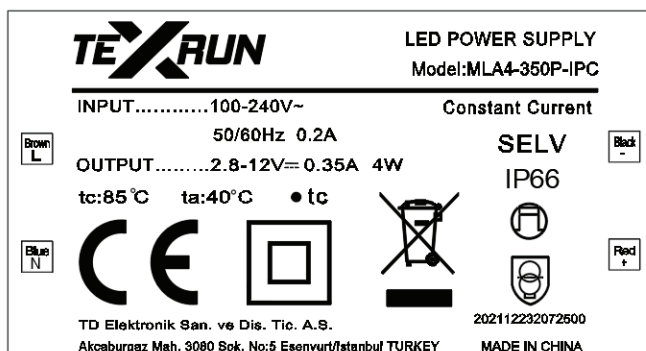 TEXRUN
LED POWER SUPPLY
Model:MLA4-350P-IPC
INPUT...........100-240V~
50/60Hz 0.2A
OUTPUT.........2.8-12V⎓ 0.35A 4W
tc:85°C ta:40°C ● tc
Constant Current
SELV
IP66
Brown
L
Blue
N
Black
-
Red
+
CE
TD Elektronik San. ve Dis. Tic. A.S.
Akcaburgaz Mah. 3080 Sok. No:5 Esenyurt/İstanbul TURKEY
202112232072500
MADE IN CHINA